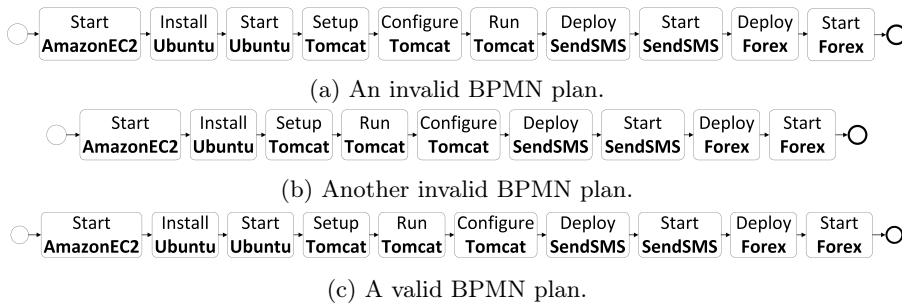 Start Install Start Setup Configure Run Deploy Start Deploy Start
AmazonEC2 Ubuntu Ubuntu Tomcat Tomcat Tomcat SendSMS SendSMS Forex Forex
(a) An invalid BPMN plan.
Start Install Setup Run Configure Deploy Start Deploy Start
AmazonEC2 Ubuntu Tomcat Tomcat Tomcat SendSMS SendSMS Forex Forex
(b) Another invalid BPMN plan.
Start Install Start Setup Run Configure Deploy Start Deploy Start
AmazonEC2 Ubuntu Ubuntu Tomcat Tomcat Tomcat SendSMS SendSMS Forex Forex
(c) A valid BPMN plan.